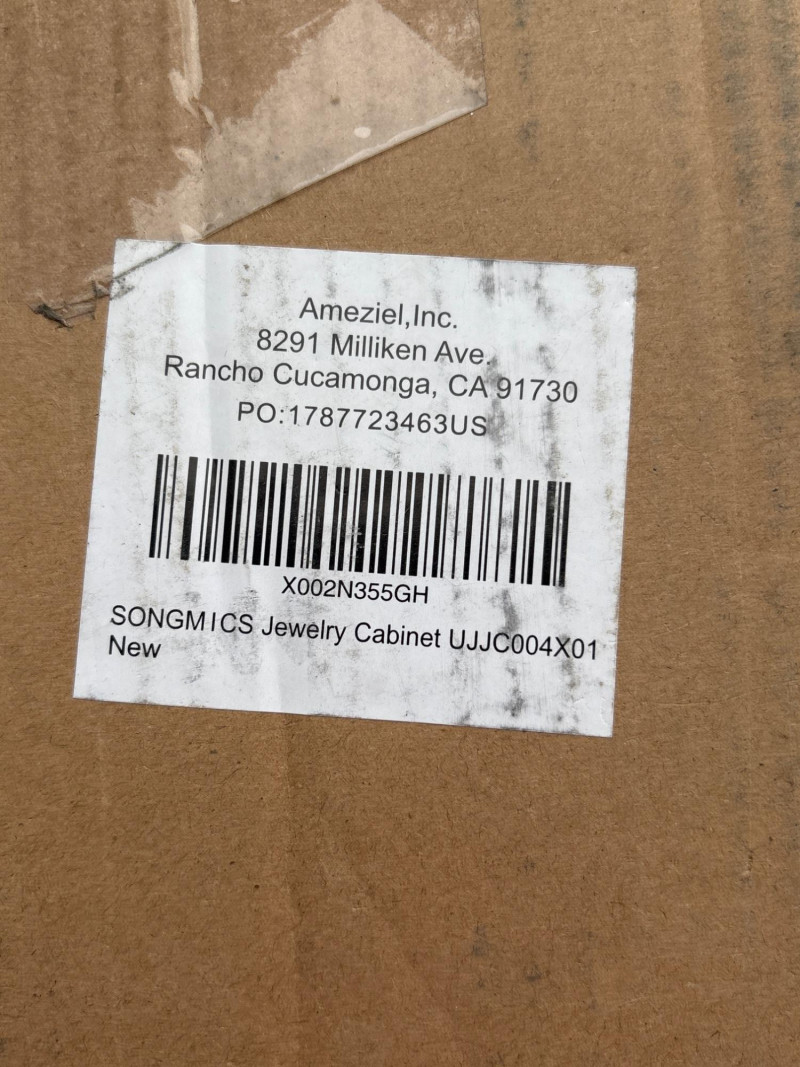 Ameziel,Inc.
8291 Milliken Ave.
Rancho Cucamonga, CA 91730
PO:1787723463US
X002N355GH
SONGMICS Jewelry Cabinet UJJC004X01
New